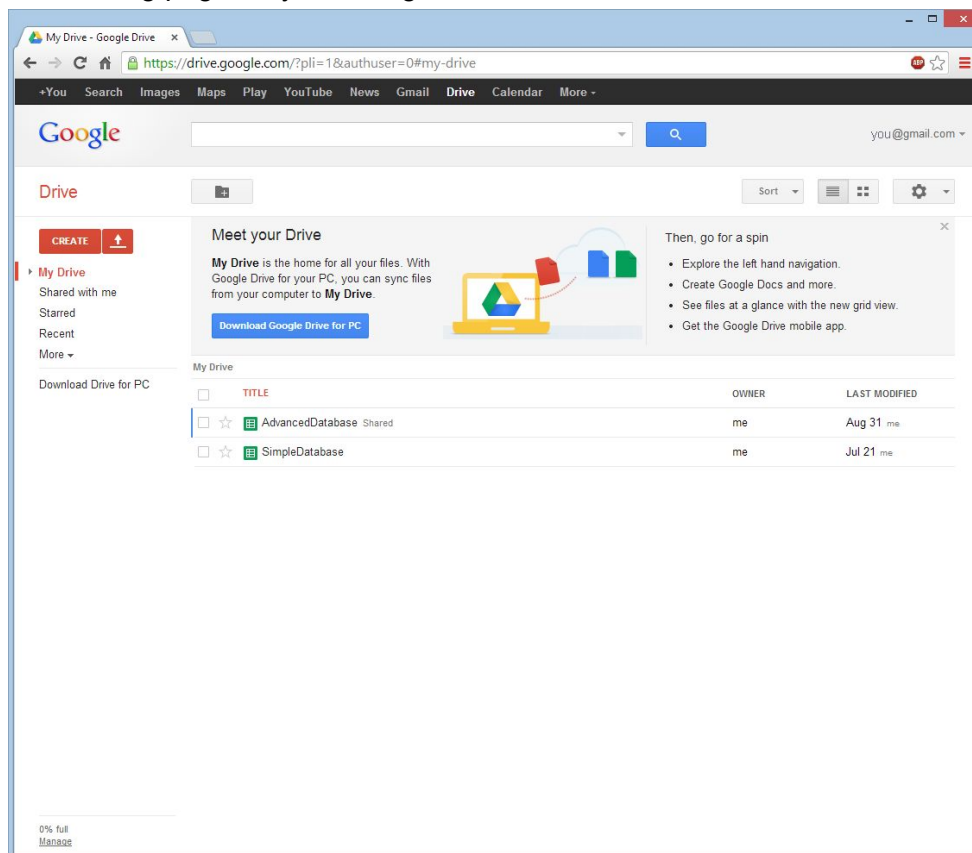 My Drive - Google Drive
https://drive.google.com/?pli=1&authuser=0#my-drive
ABP
+You Search Images Maps Play YouTube News Gmail Drive Calendar More
Google
you@gmail.com
Drive
Sort
CREATE
My Drive
Shared with me
Starred
Recent
More
Download Drive for PC
Meet your Drive
My Drive is the home for all your files. With
Google Drive for your PC, you can sync files
from your computer to My Drive.
Download Google Drive for PC
Then, go for a spin
• Explore the left hand navigation.
• Create Google Docs and more.
• See files at a glance with the new grid view.
• Get the Google Drive mobile app.
My Drive
TITLE OWNER LAST MODIFIED
AdvancedDatabase Shared me Aug 31 me
SimpleDatabase me Jul 21 me
0% full
Manage